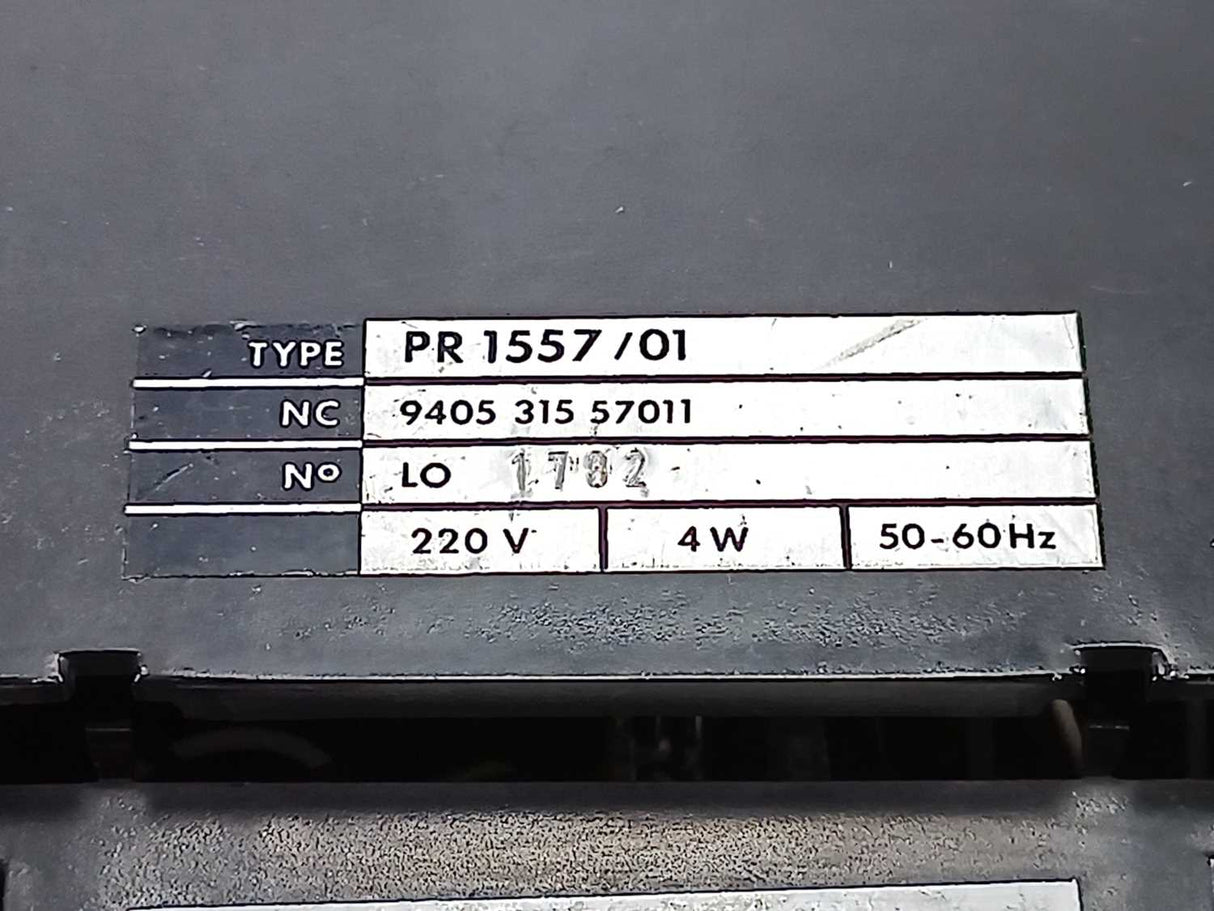 TYPE PR 1557/01
NC 9405 315 57011
Nº LO 1782
220 V 4 W 50-60 Hz